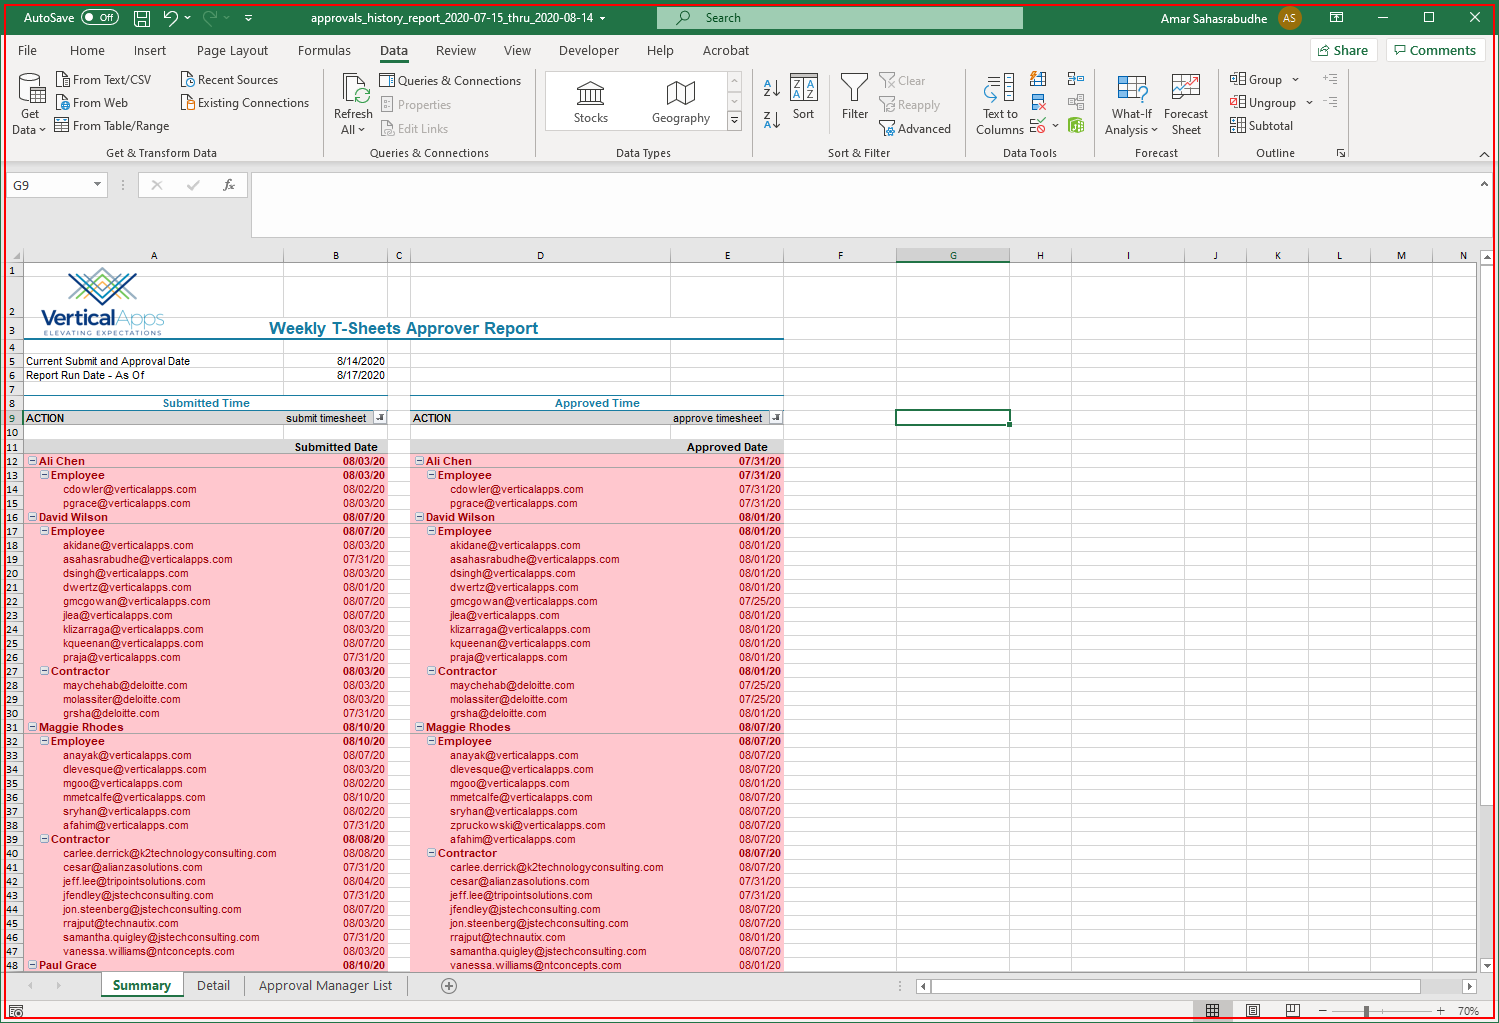 AutoSave Off approvals_history_report_2020-07-15_thru_2020-08-14 Search Amar Sahasrabudhe AS
File Home Insert Page Layout Formulas Data Review View Developer Help Acrobat Share Comments
Get Data From Text/CSV Recent Sources
From Web Existing Connections
From Table/Range
Refresh All Queries & Connections
Properties
Edit Links
Stocks Geography
Sort Filter Clear
Reapply
Advanced
Text to Columns
What-If Analysis Forecast Sheet
Group
Ungroup
Subtotal
Get & Transform Data Queries & Connections Data Types Sort & Filter Data Tools Forecast Outline
G9 fx
A B C D E F G H I J K L M N
1
2
VerticalApps
ELEVATING EXPECTATIONS
3 Weekly T-Sheets Approver Report
4
5 Current Submit and Approval Date 8/14/2020
6 Report Run Date - As Of 8/17/2020
7
8 Submitted Time Approved Time
9 ACTION submit timesheet ACTION approve timesheet
10
11 Submitted Date Approved Date
12 Ali Chen 08/03/20 Ali Chen 07/31/20
13 Employee 08/03/20 Employee 07/31/20
14 cdowler@verticalapps.com 08/02/20 cdowler@verticalapps.com 07/31/20
15 pgrace@verticalapps.com 08/03/20 pgrace@verticalapps.com 07/31/20
16 David Wilson 08/07/20 David Wilson 08/01/20
17 Employee 08/07/20 Employee 08/01/20
18 akidane@verticalapps.com 08/03/20 akidane@verticalapps.com 08/01/20
19 asahasrabudhe@verticalapps.com 07/31/20 asahasrabudhe@verticalapps.com 08/01/20
20 dsingh@verticalapps.com 08/03/20 dsingh@verticalapps.com 08/01/20
21 dwertz@verticalapps.com 08/01/20 dwertz@verticalapps.com 08/01/20
22 gmcgowan@verticalapps.com 08/07/20 gmcgowan@verticalapps.com 07/25/20
23 jlea@verticalapps.com 08/07/20 jlea@verticalapps.com 08/01/20
24 klizarraga@verticalapps.com 08/03/20 klizarraga@verticalapps.com 08/01/20
25 kqueenan@verticalapps.com 08/07/20 kqueenan@verticalapps.com 08/01/20
26 praja@verticalapps.com 07/31/20 praja@verticalapps.com 08/01/20
27 Contractor 08/03/20 Contractor 08/01/20
28 maychehab@deloitte.com 08/03/20 maychehab@deloitte.com 07/25/20
29 molassiter@deloitte.com 08/03/20 molassiter@deloitte.com 07/25/20
30 grsha@deloitte.com 07/31/20 grsha@deloitte.com 08/01/20
31 Maggie Rhodes 08/10/20 Maggie Rhodes 08/07/20
32 Employee 08/10/20 Employee 08/07/20
33 anayak@verticalapps.com 08/07/20 anayak@verticalapps.com 08/07/20
34 dlevesque@verticalapps.com 08/03/20 dlevesque@verticalapps.com 08/07/20
35 mgoo@verticalapps.com 08/02/20 mgoo@verticalapps.com 08/01/20
36 mmetcalfe@verticalapps.com 08/10/20 mmetcalfe@verticalapps.com 08/07/20
37 sryhan@verticalapps.com 08/02/20 sryhan@verticalapps.com 08/07/20
38 afahim@verticalapps.com 07/31/20 zpruckowski@verticalapps.com 08/07/20
39 Contractor 08/08/20 afahim@verticalapps.com 08/07/20
40 carlee.derrick@k2technologyconsulting.com 08/08/20 Contractor 08/07/20
41 cesar@alianzasolutions.com 07/31/20 carlee.derrick@k2technologyconsulting.com 08/07/20
42 jeff.lee@tripointsolutions.com 08/04/20 cesar@alianzasolutions.com 07/31/20
43 jfendley@jstechconsulting.com 07/31/20 jeff.lee@tripointsolutions.com 07/31/20
44 jon.steenberg@jstechconsulting.com 08/07/20 jfendley@jstechconsulting.com 08/07/20
45 rrajput@technautix.com 08/03/20 jon.steenberg@jstechconsulting.com 08/07/20
46 samantha.quigley@jstechconsulting.com 07/31/20 rrajput@technautix.com 08/01/20
47 vanessa.williams@ntconcepts.com 08/03/20 samantha.quigley@jstechconsulting.com 08/07/20
48 Paul Grace 08/10/20 vanessa.williams@ntconcepts.com 08/01/20
Summary Detail Approval Manager List
70%